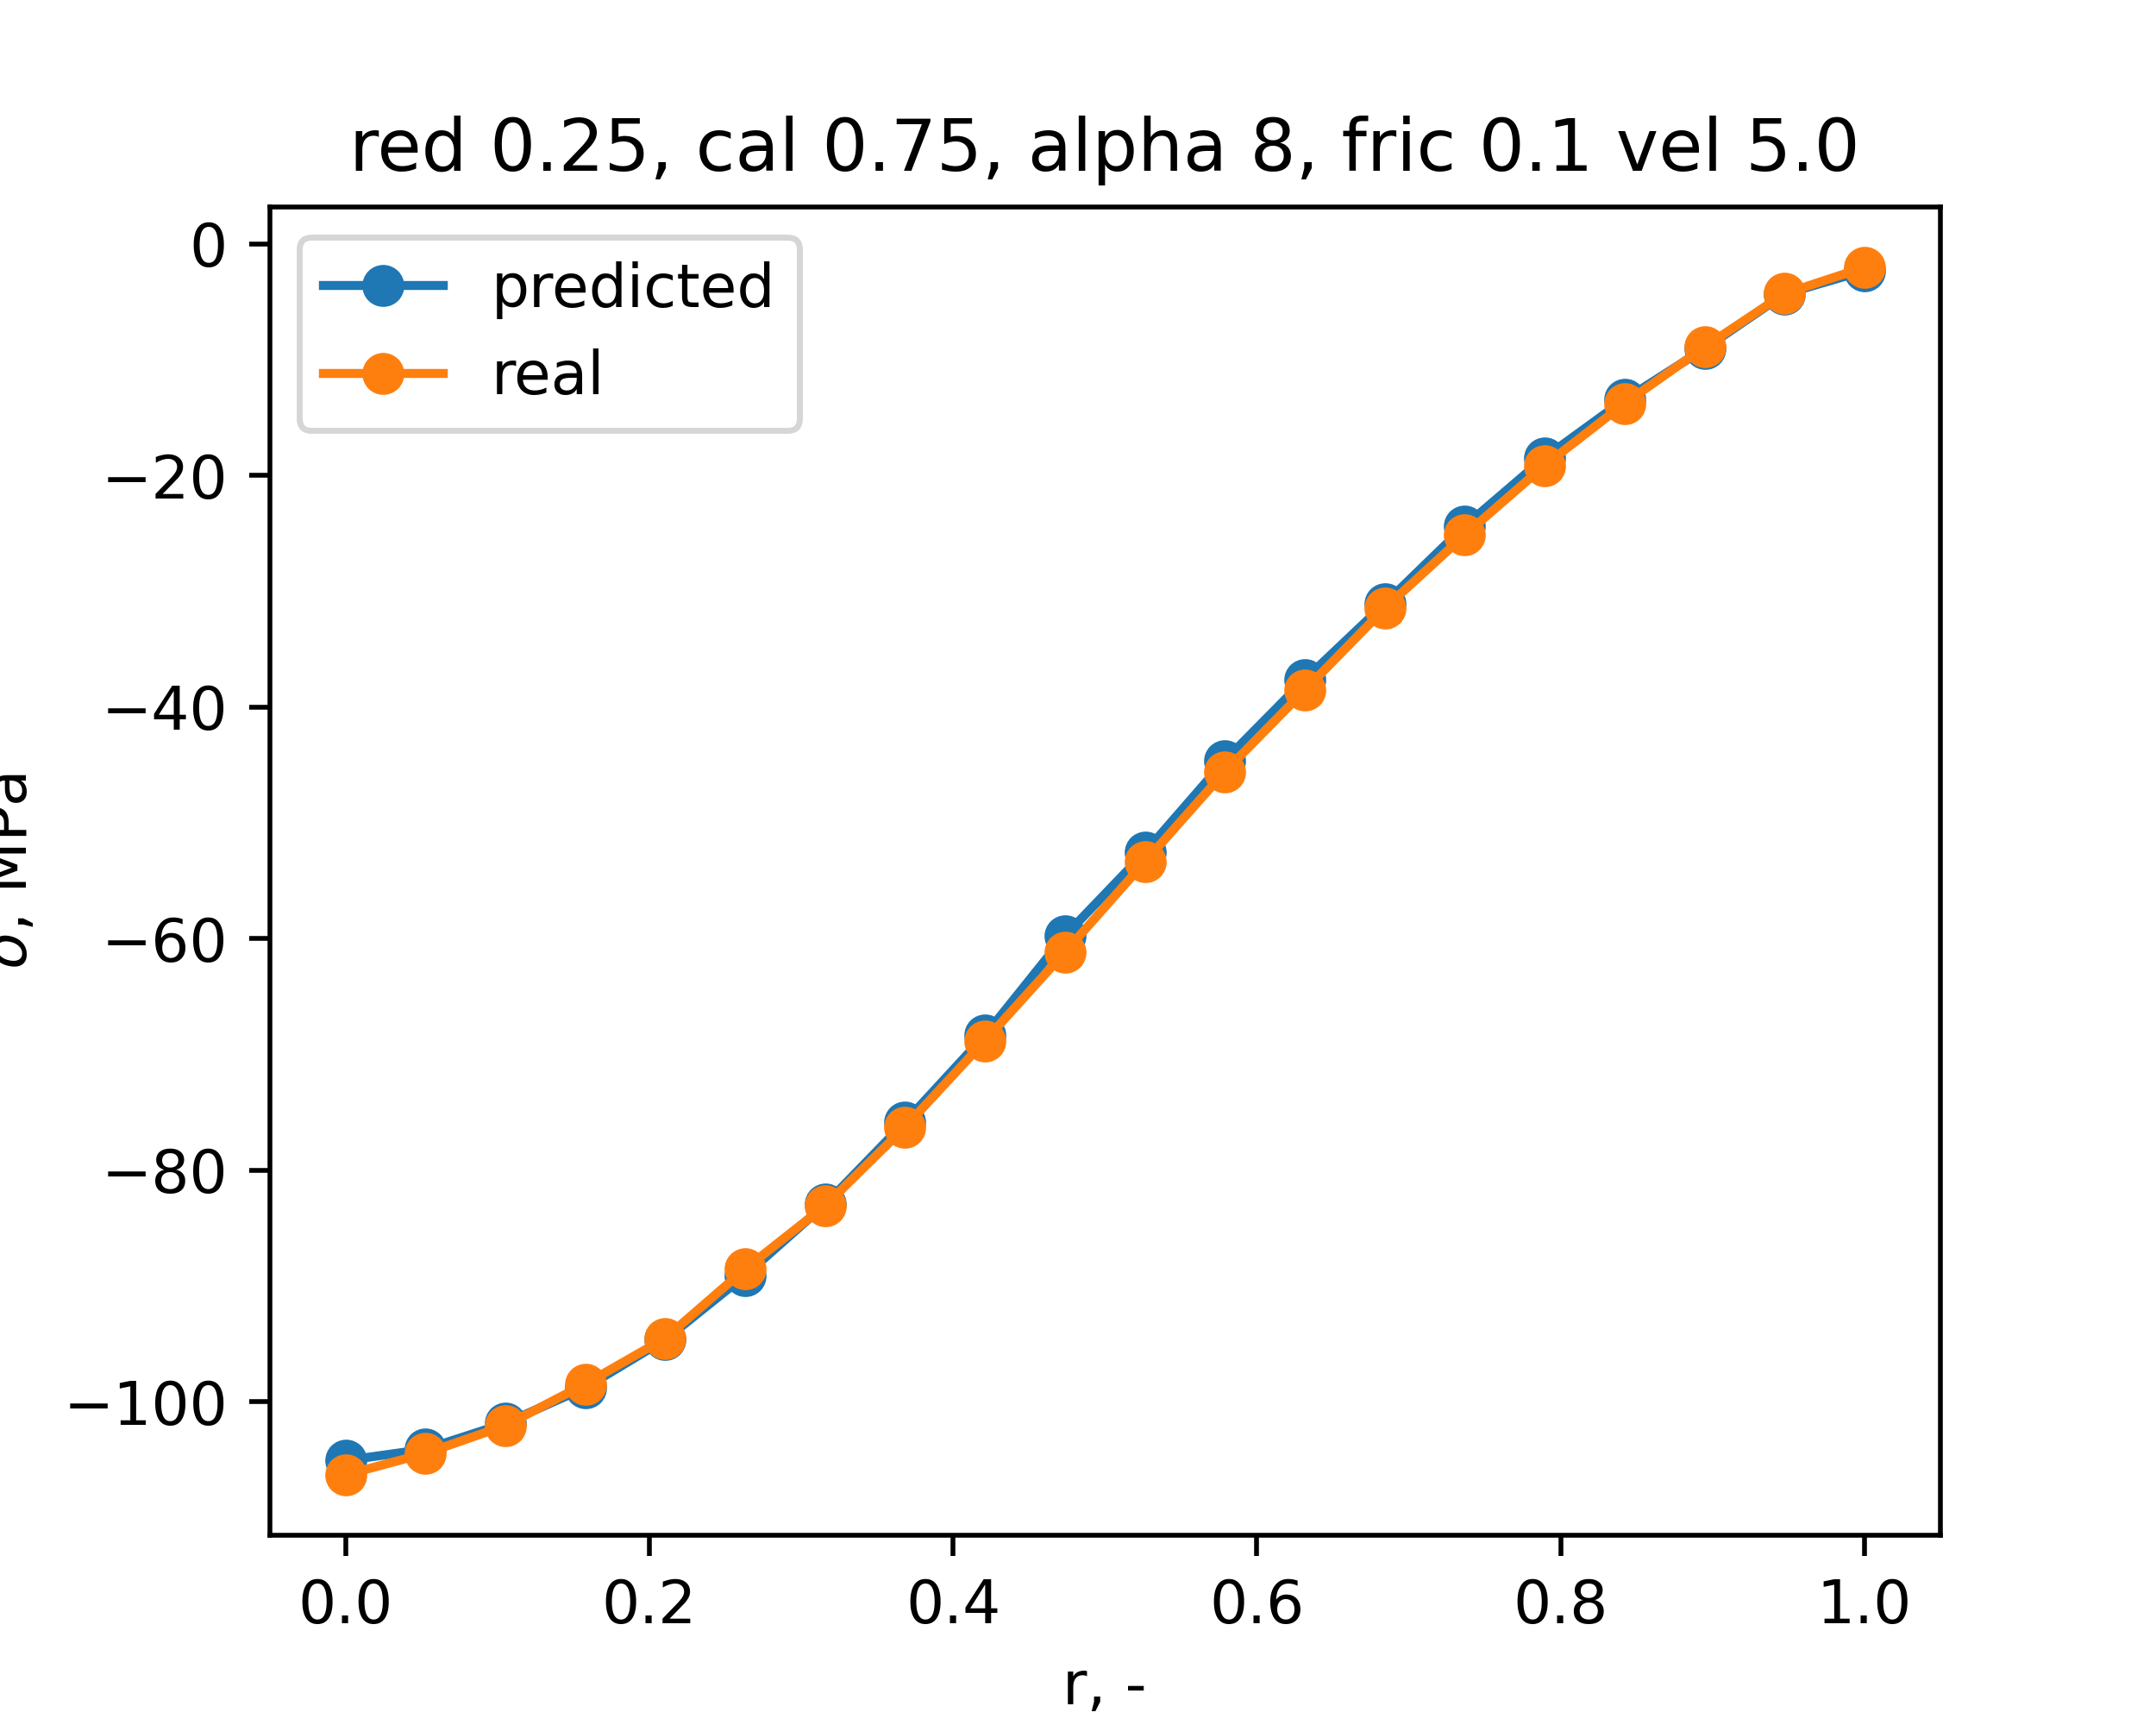 red 0.25, cal 0.75, alpha 8, fric 0.1 vel 5.0
predicted
real
0
−20
−40
−60
−80
−100
, MPa
0.0 0.2 0.4 0.6 0.8 1.0
r, -